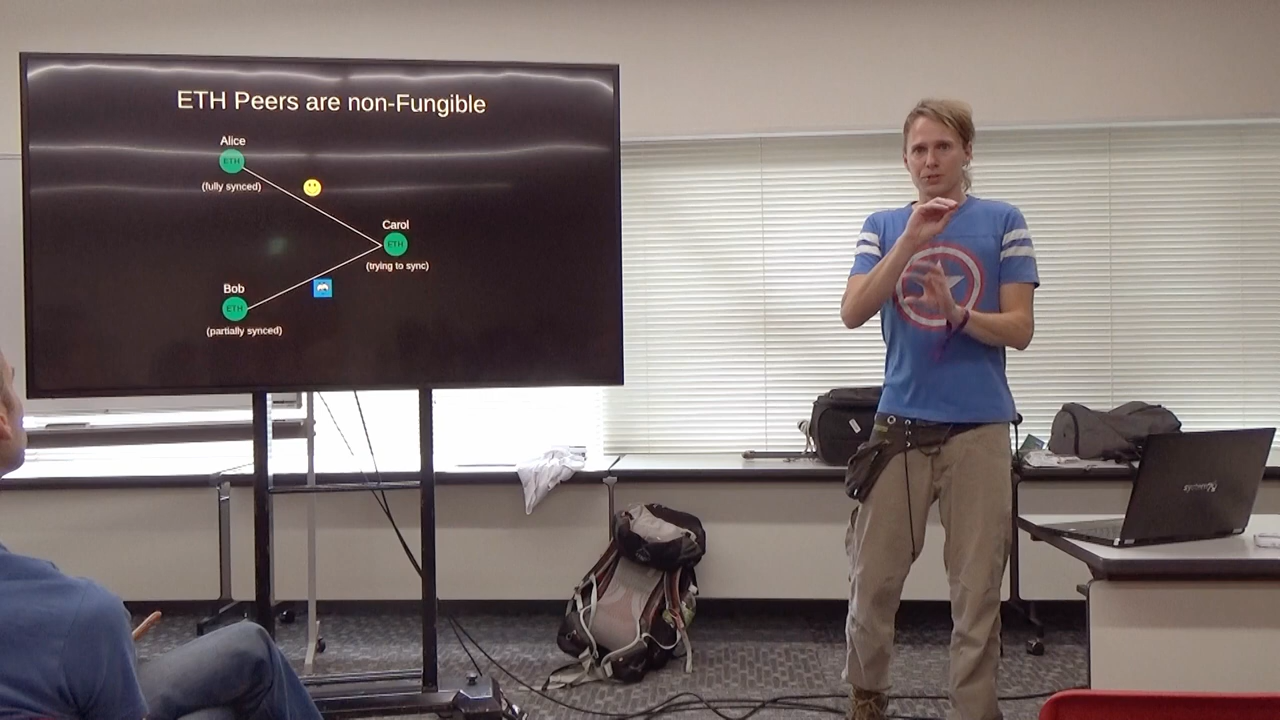 ETH Peers are non-Fungible
Alice
ETH
(fully synced)
Carol
ETH
(trying to sync)
Bob
ETH
(partially synced)